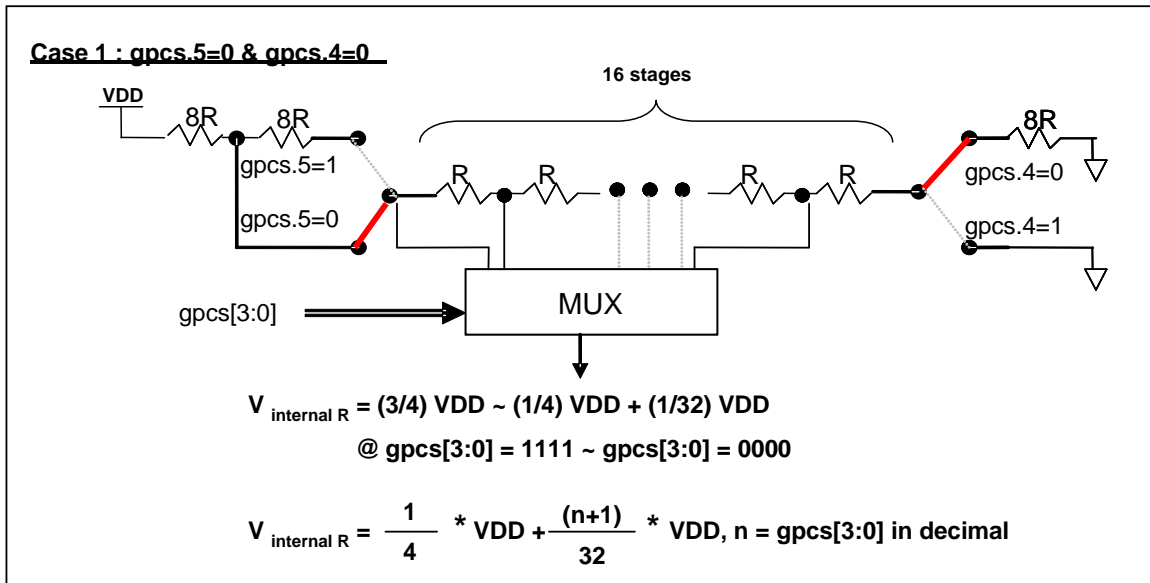 Case 1 : gpcs.5=0 & gpcs.4=0
16 stages
VDD
8R
8R
8R
gpcs.5=1
gpcs.4=0
R
R
R
R
gpcs.5=0
gpcs.4=1
MUX
gpcs[3:0]
V internal R = (3/4) VDD ~ (1/4) VDD + (1/32) VDD
@ gpcs[3:0] = 1111 ~ gpcs[3:0] = 0000
V internal R = 1/4 * VDD + (n+1)/32 * VDD, n = gpcs[3:0] in decimal